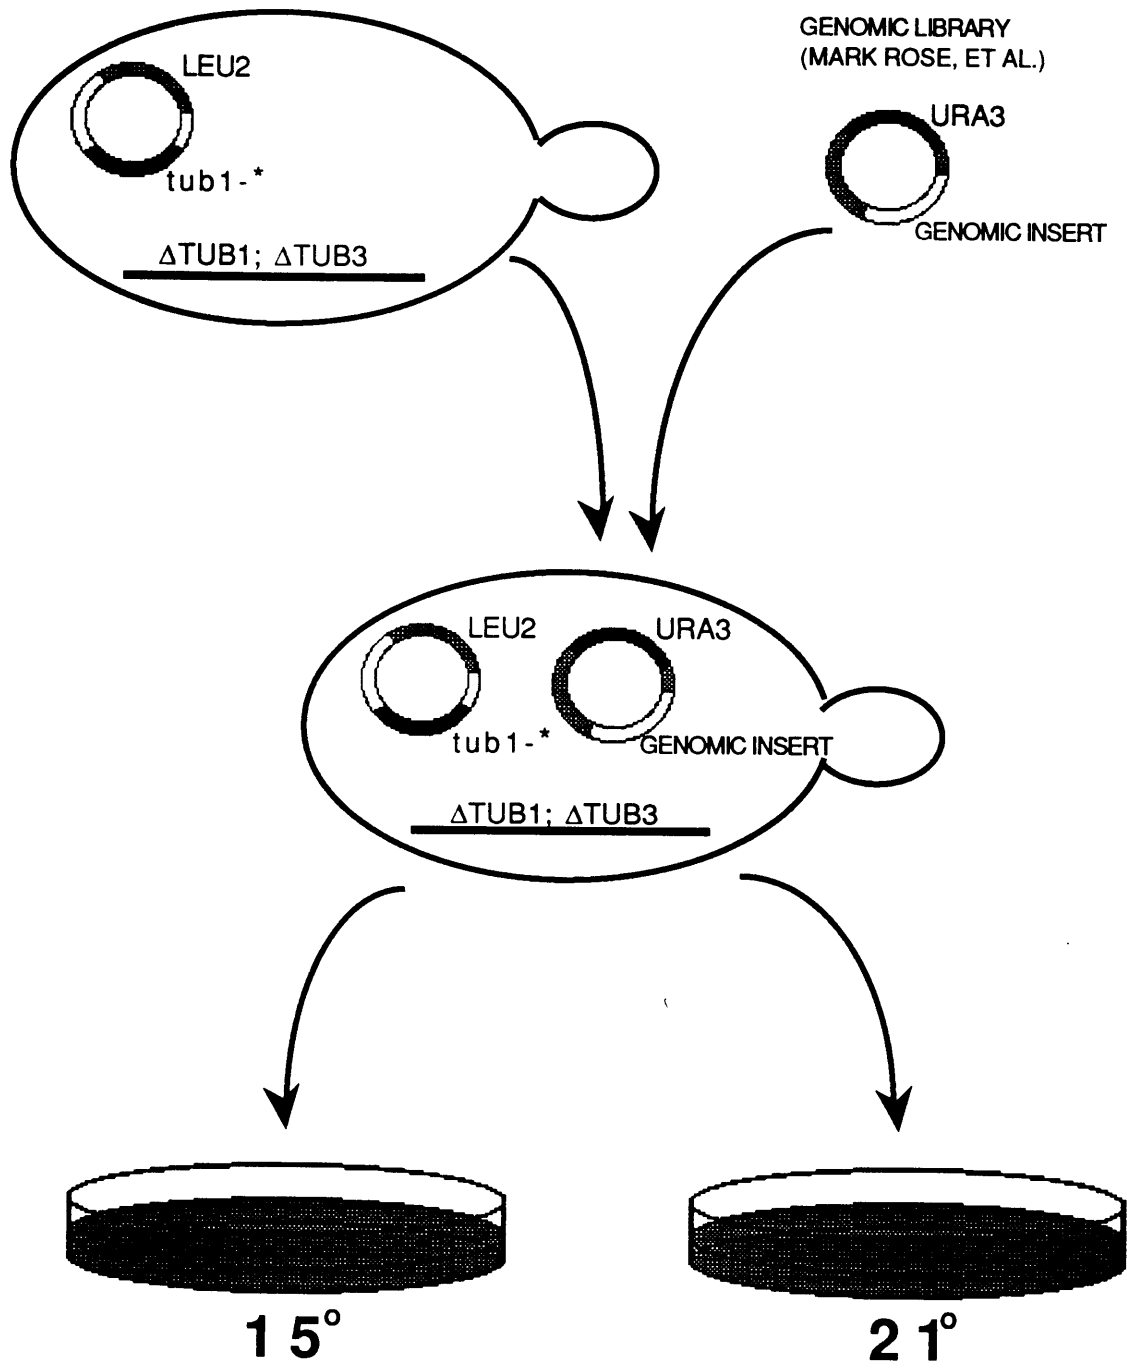 GENOMIC LIBRARY
(MARK ROSE, ET AL.)
LEU2
URA3
tub1-*
GENOMIC INSERT
ΔTUB1; ΔTUB3
LEU2
URA3
tub1-*
GENOMIC INSERT
ΔTUB1; ΔTUB3
15°
21°